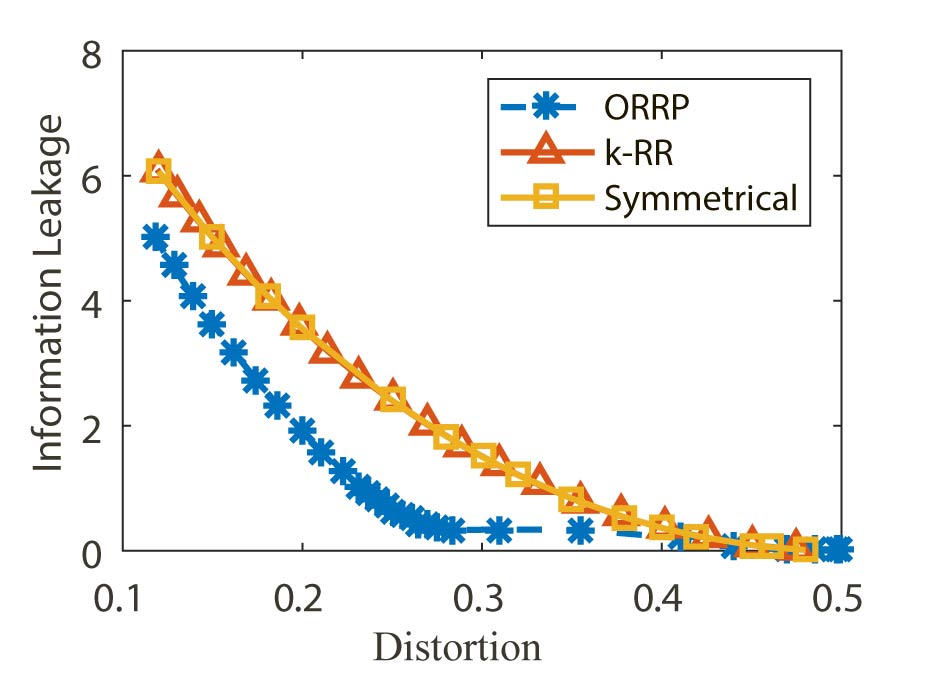 8
6
4
2
0
Information Leakage
ORRP
k-RR
Symmetrical
0.1 0.2 0.3 0.4 0.5
Distortion